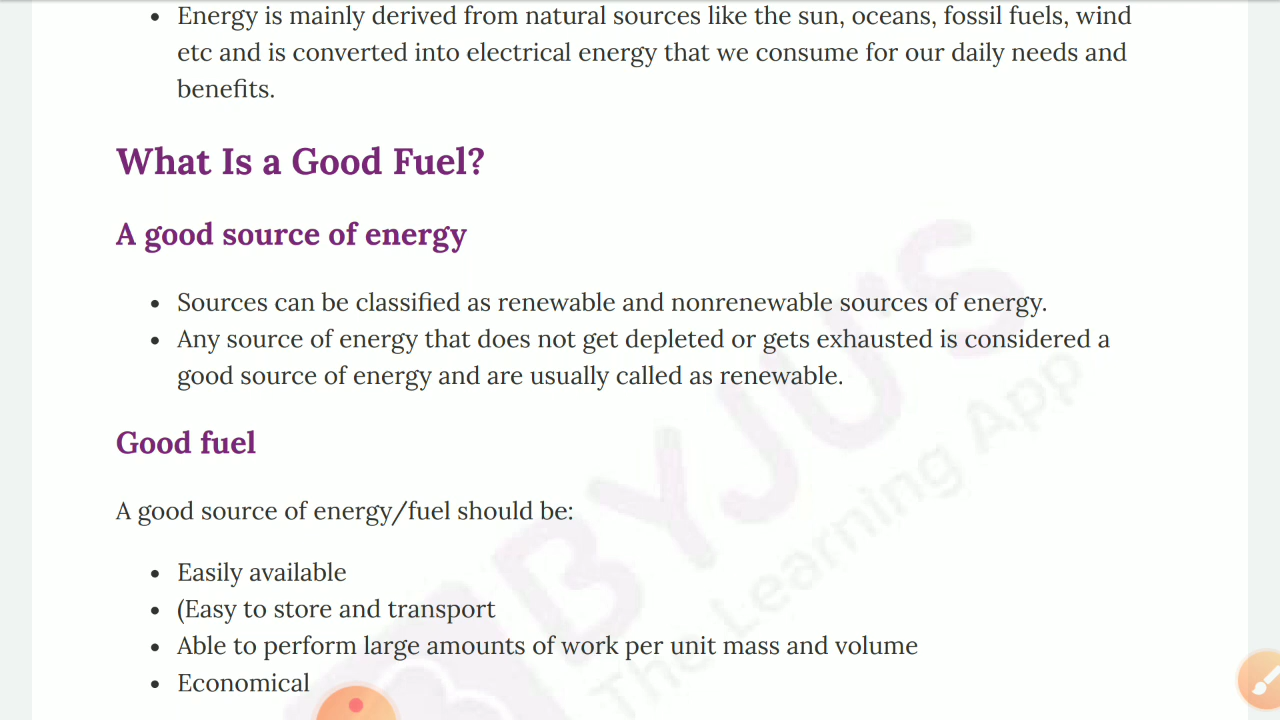 • Energy is mainly derived from natural sources like the sun, oceans, fossil fuels, wind
etc and is converted into electrical energy that we consume for our daily needs and
benefits.
What Is a Good Fuel?
A good source of energy
• Sources can be classified as renewable and nonrenewable sources of energy.
• Any source of energy that does not get depleted or gets exhausted is considered a
good source of energy and are usually called as renewable.
Good fuel
A good source of energy/fuel should be:
• Easily available
• (Easy to store and transport
• Able to perform large amounts of work per unit mass and volume
• Economical
BYJU'S
The Learning App